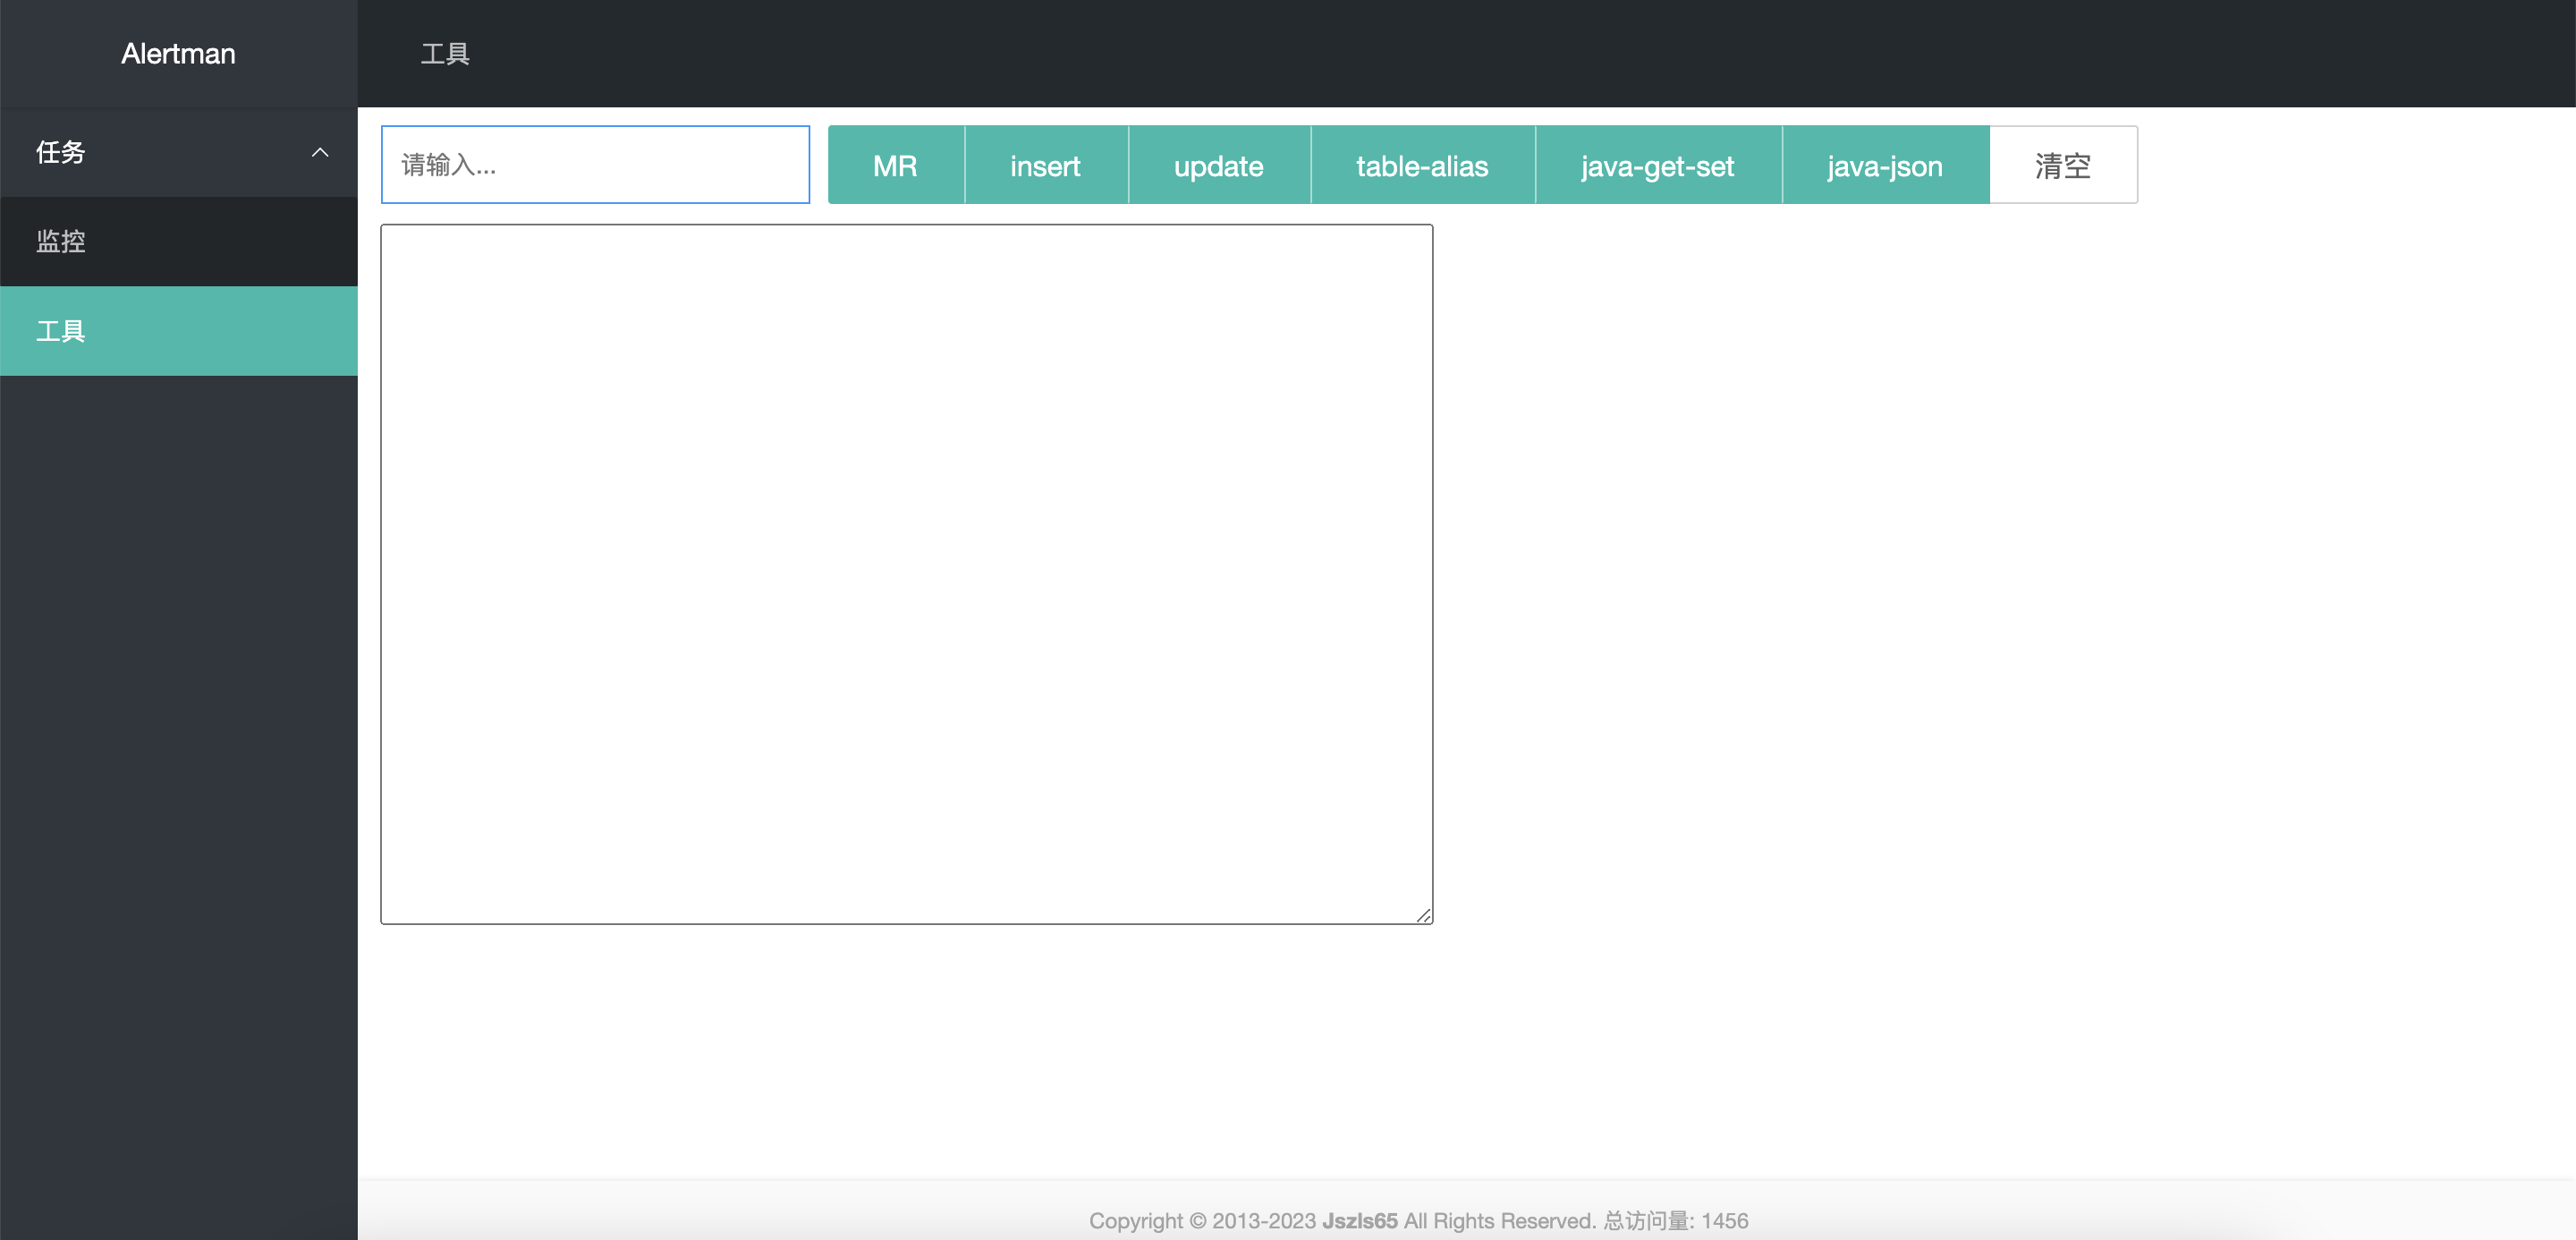 Alertman
工具
任务
监控
工具
请输入...
MR
insert
update
table-alias
java-get-set
java-json
清空
Copyright © 2013-2023 Jszls65 All Rights Reserved. 总访问量: 1456